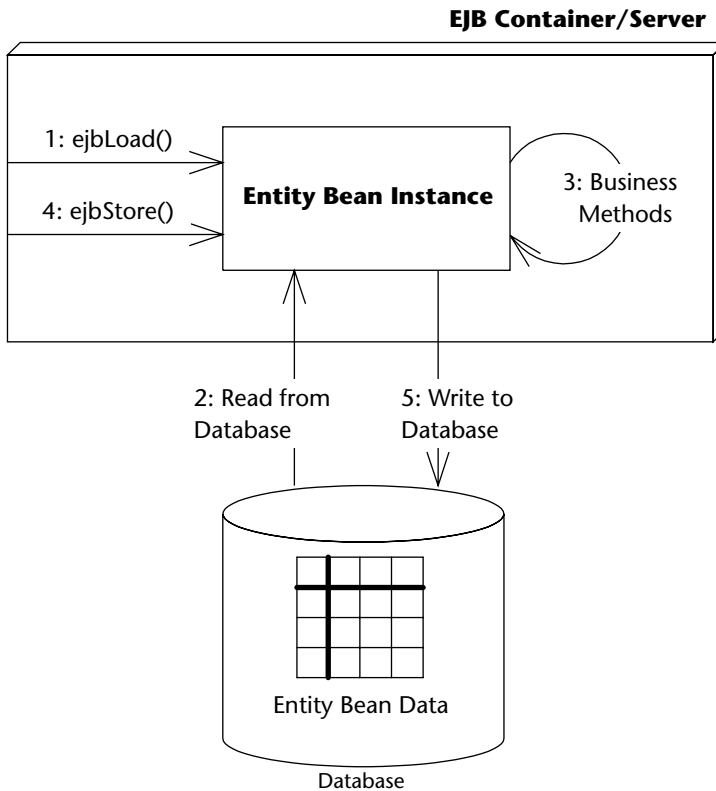 EJB Container/Server
1: ejbLoad()
4: ejbStore()
Entity Bean Instance
3: Business
Methods
2: Read from
Database
5: Write to
Database
Entity Bean Data
Database